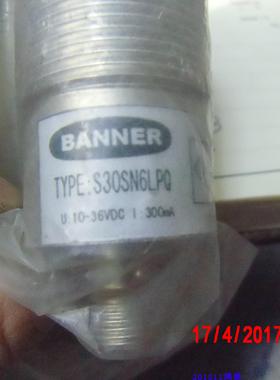 BANNER
TYPE:S30SN6LPQ
U:10-36VDC I:300mA
17/4/2017